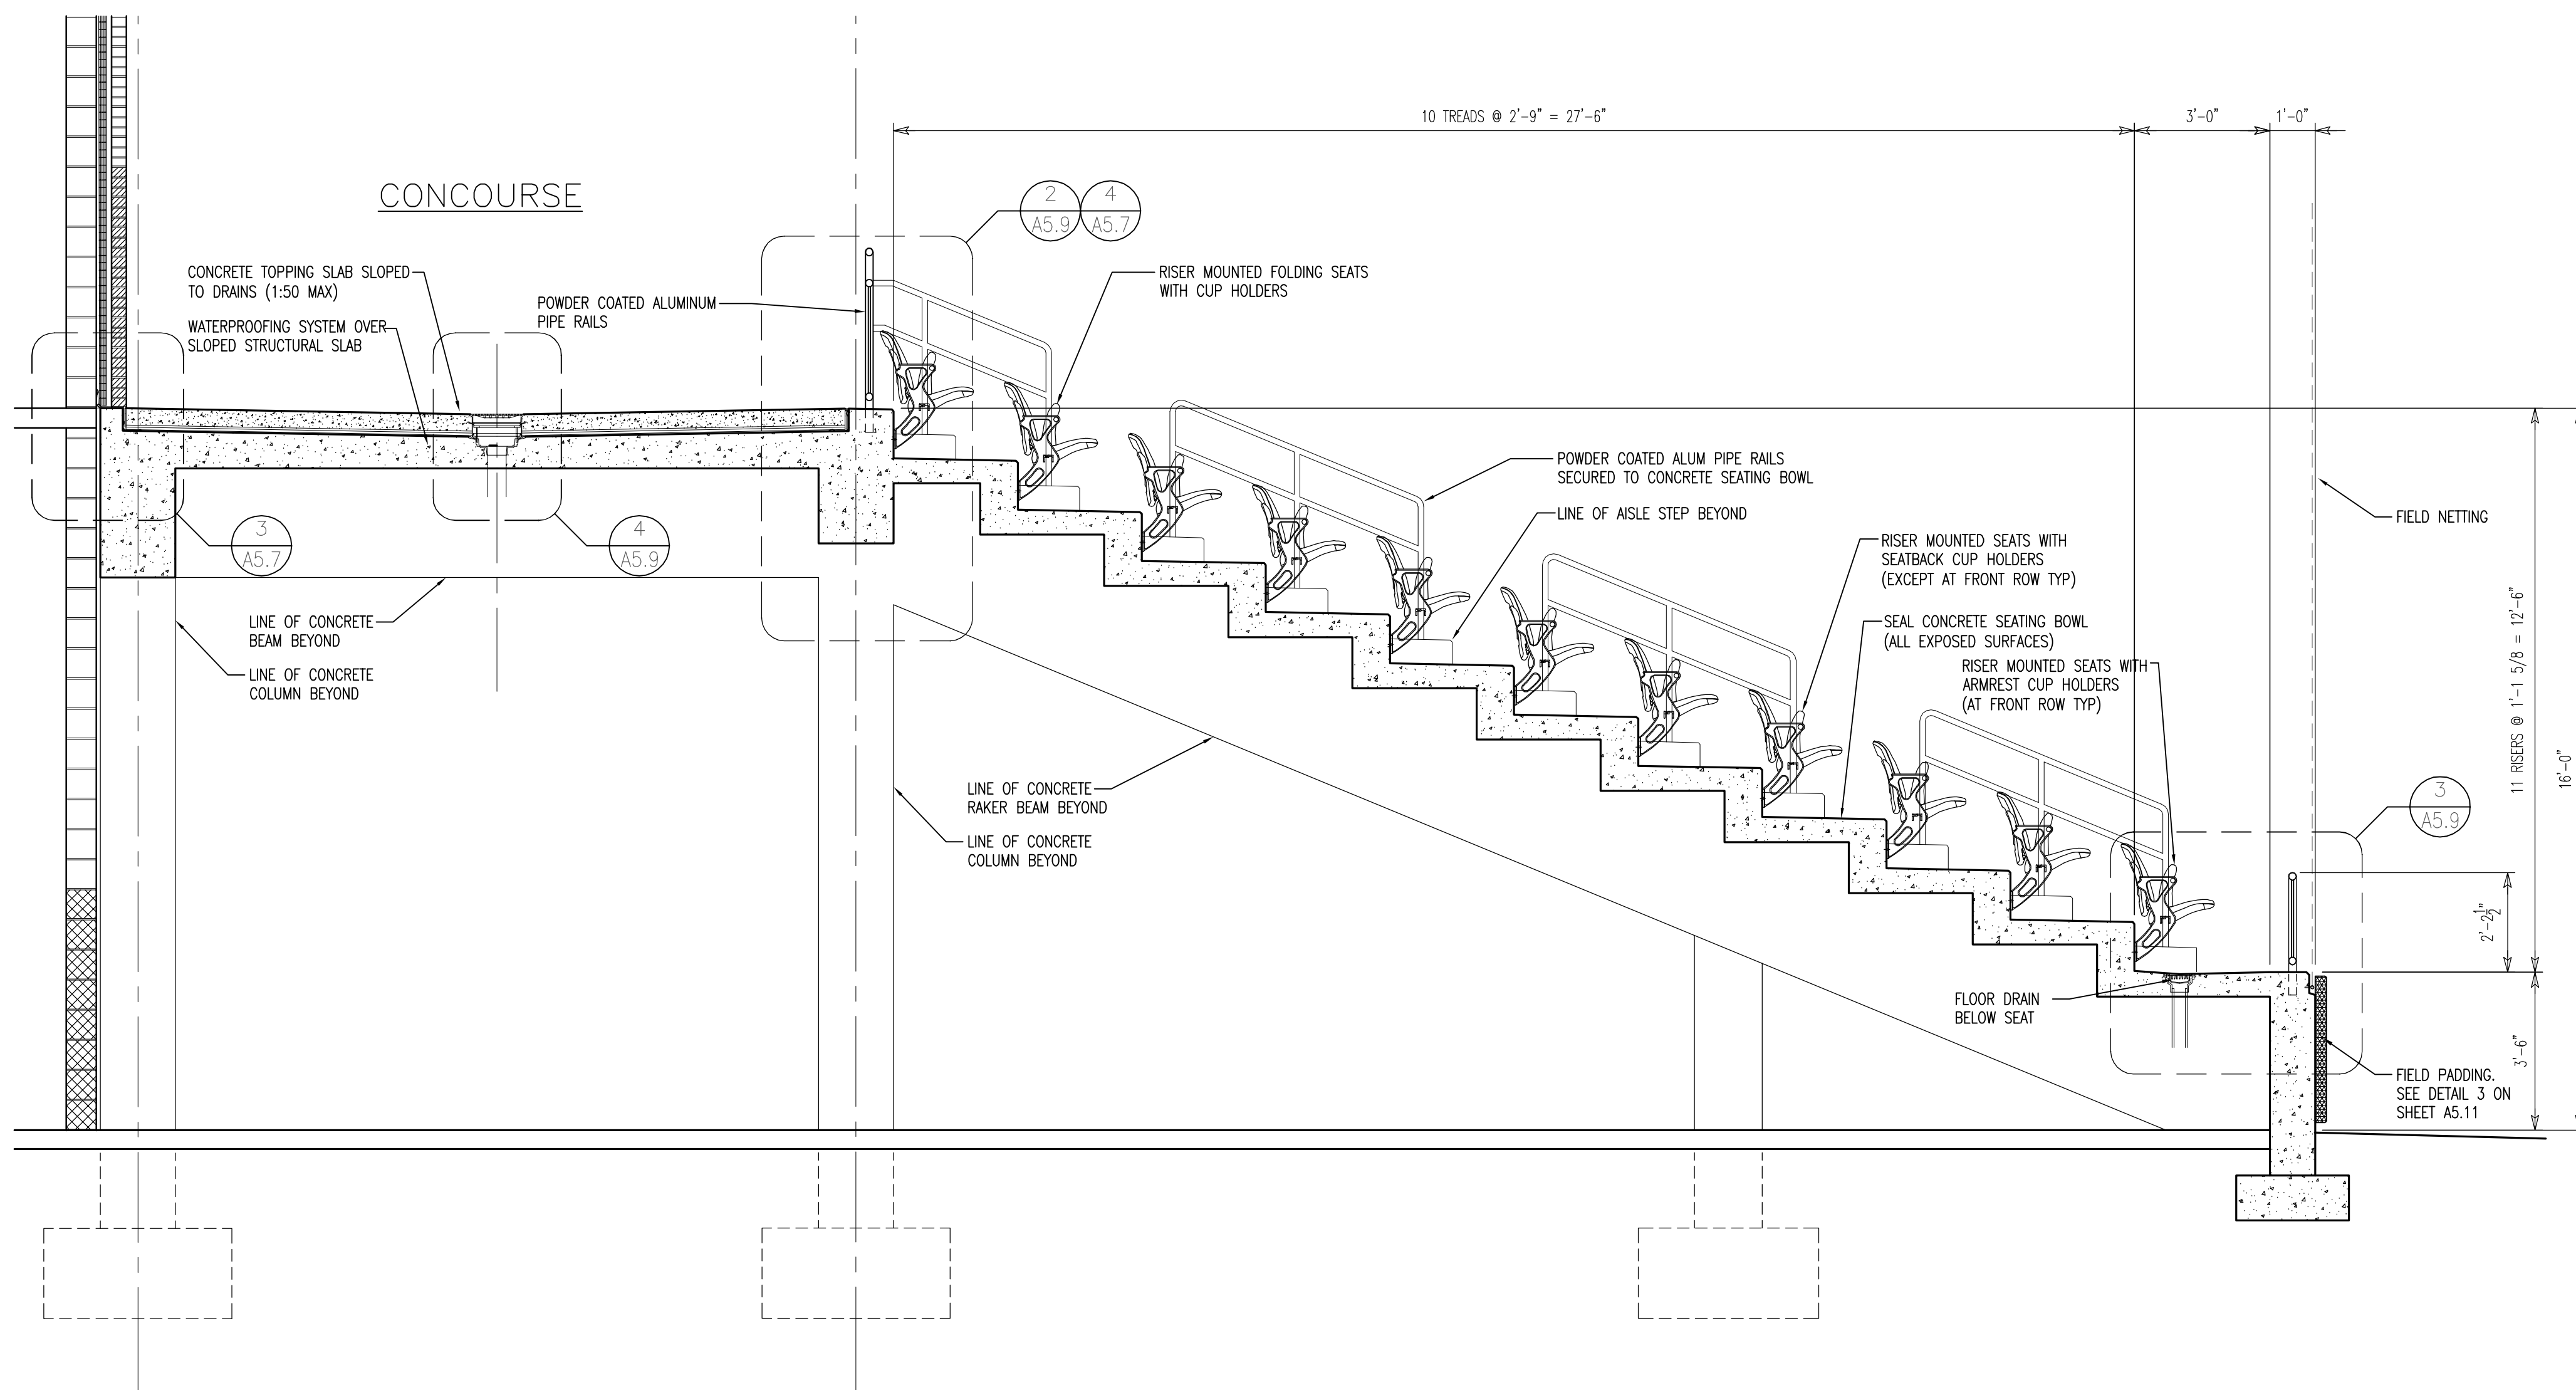 10 TREADS @ 2'-9" = 27'-6"
3'-0"
1'-0"
CONCOURSE
2
A5.9
4
A5.7
CONCRETE TOPPING SLAB SLOPED
TO DRAINS (1:50 MAX)
WATERPROOFING SYSTEM OVER
SLOPED STRUCTURAL SLAB
POWDER COATED ALUMINUM
PIPE RAILS
RISER MOUNTED FOLDING SEATS
WITH CUP HOLDERS
POWDER COATED ALUM PIPE RAILS
SECURED TO CONCRETE SEATING BOWL
LINE OF AISLE STEP BEYOND
FIELD NETTING
RISER MOUNTED SEATS WITH
SEATBACK CUP HOLDERS
(EXCEPT AT FRONT ROW TYP)
3
A5.7
4
A5.9
LINE OF CONCRETE
BEAM BEYOND
LINE OF CONCRETE
COLUMN BEYOND
SEAL CONCRETE SEATING BOWL
(ALL EXPOSED SURFACES)
RISER MOUNTED SEATS WITH
ARMREST CUP HOLDERS
(AT FRONT ROW TYP)
11 RISERS @ 1'-1 5/8 = 12'-6"
16'-0"
LINE OF CONCRETE
RAKER BEAM BEYOND
LINE OF CONCRETE
COLUMN BEYOND
3
A5.9
2'-2 1/2"
FLOOR DRAIN
BELOW SEAT
3'-6"
FIELD PADDING.
SEE DETAIL 3 ON
SHEET A5.11